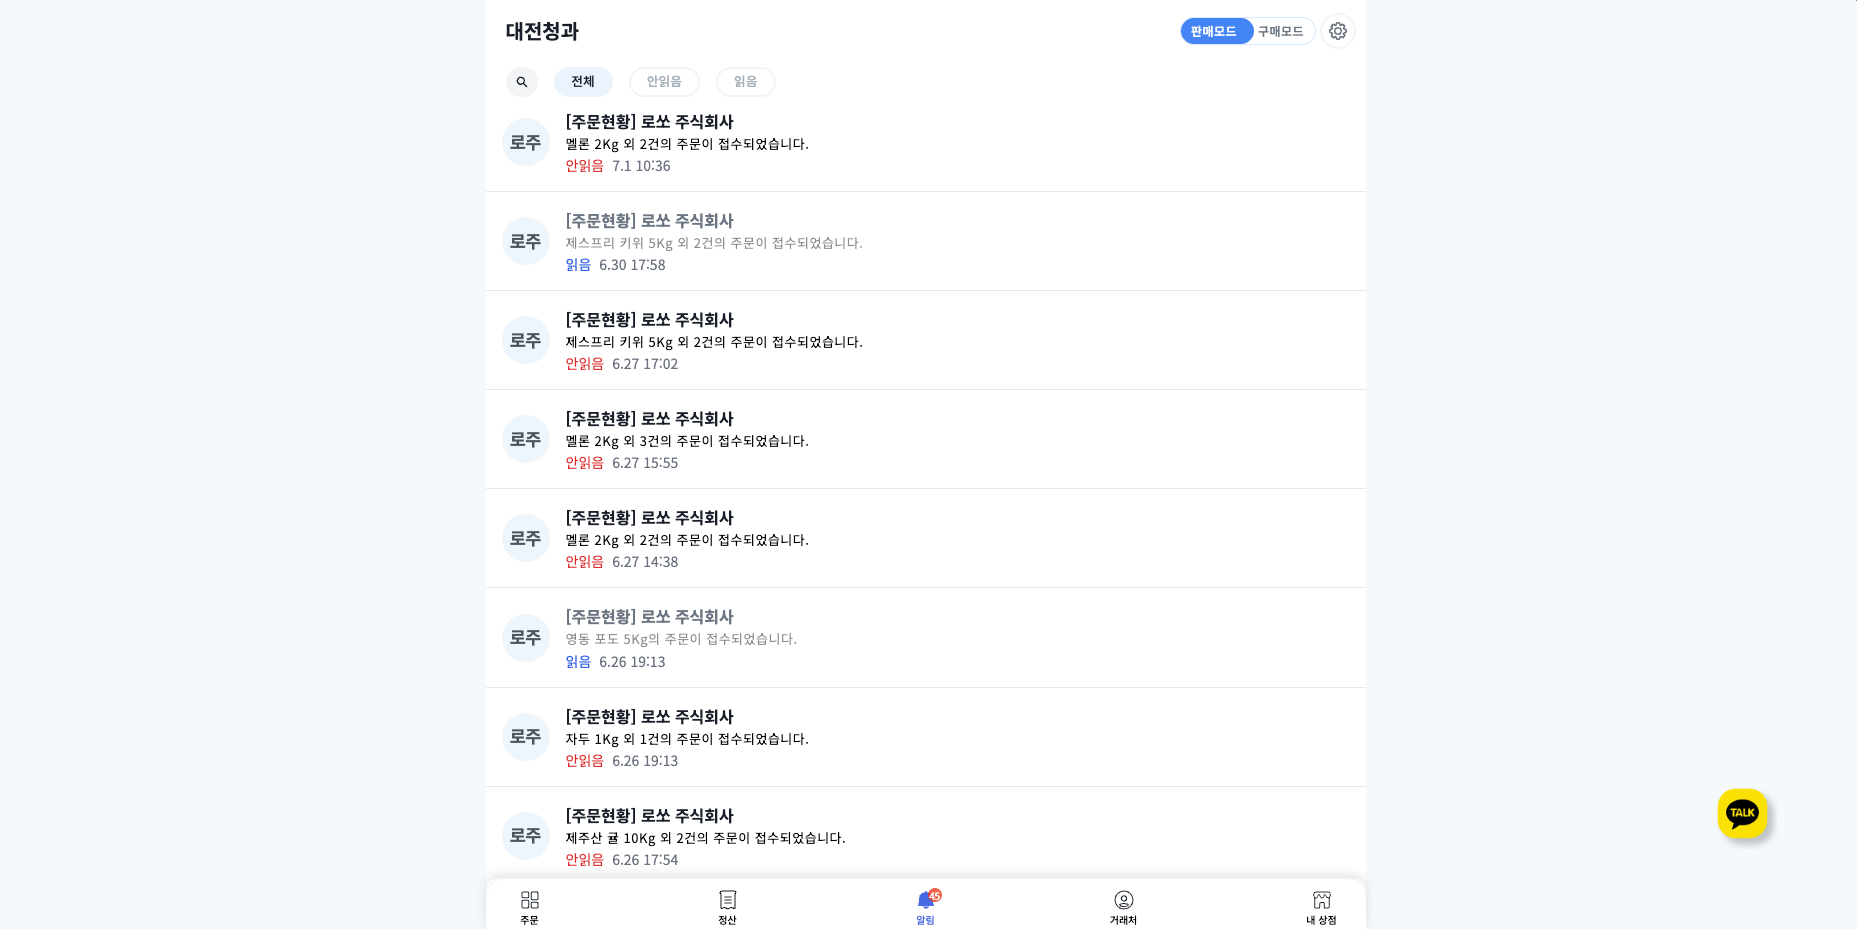 대전청과
판매모드 구매모드
전체 안읽음 읽음
로주
[주문현황] 로쏘 주식회사
멜론 2Kg 외 2건의 주문이 접수되었습니다.
안읽음 7.1 10:36
로주
[주문현황] 로쏘 주식회사
제스프리 키위 5Kg 외 2건의 주문이 접수되었습니다.
읽음 6.30 17:58
로주
[주문현황] 로쏘 주식회사
제스프리 키위 5Kg 외 2건의 주문이 접수되었습니다.
안읽음 6.27 17:02
로주
[주문현황] 로쏘 주식회사
멜론 2Kg 외 3건의 주문이 접수되었습니다.
안읽음 6.27 15:55
로주
[주문현황] 로쏘 주식회사
멜론 2Kg 외 2건의 주문이 접수되었습니다.
안읽음 6.27 14:38
로주
[주문현황] 로쏘 주식회사
영동 포도 5Kg의 주문이 접수되었습니다.
읽음 6.26 19:13
로주
[주문현황] 로쏘 주식회사
자두 1Kg 외 1건의 주문이 접수되었습니다.
안읽음 6.26 19:13
로주
[주문현황] 로쏘 주식회사
제주산 귤 10Kg 외 2건의 주문이 접수되었습니다.
안읽음 6.26 17:54
TALK
45
주문 정산 알림 거래처 내 상점